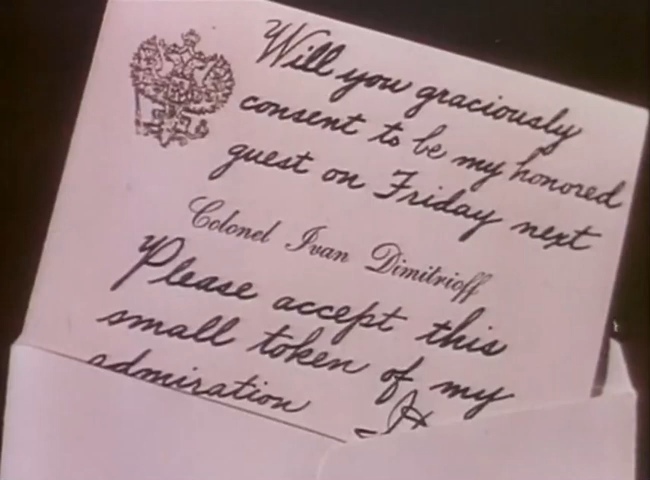 Will you graciously
consent to be my honored
guest on Friday next
Colonel Ivan Dimitrioff
Please accept this
small token of my
admiration